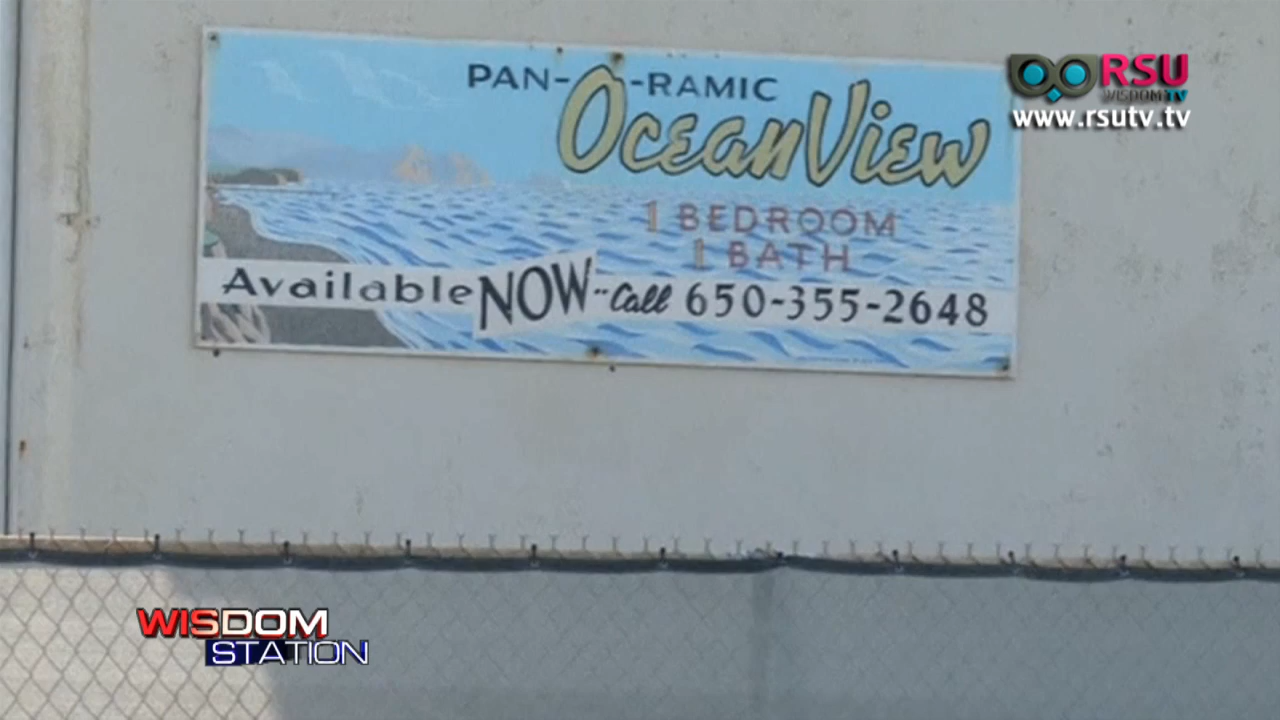 PAN-O-RAMIC
OceanView
1 BEDROOM
1 BATH
Available NOW--Call 650-355-2648
RSU
WISDOM TV
www.rsutv.tv
WISDOM
STATION